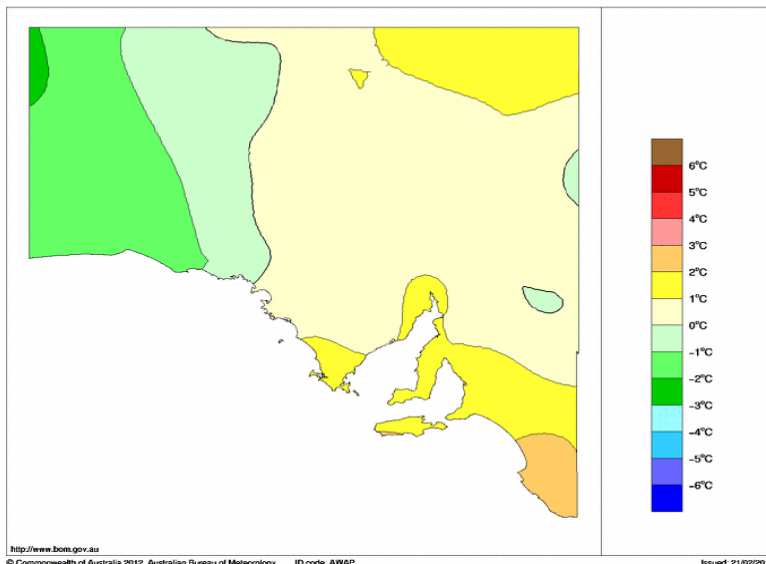 6°C
5°C
4°C
3°C
2°C
1°C
0°C
−1°C
−2°C
−3°C
−4°C
−5°C
−6°C
http://www.bom.gov.au
© Commonwealth of Australia 2012, Australian Bureau of Meteorology ID code: AWAP Issued: